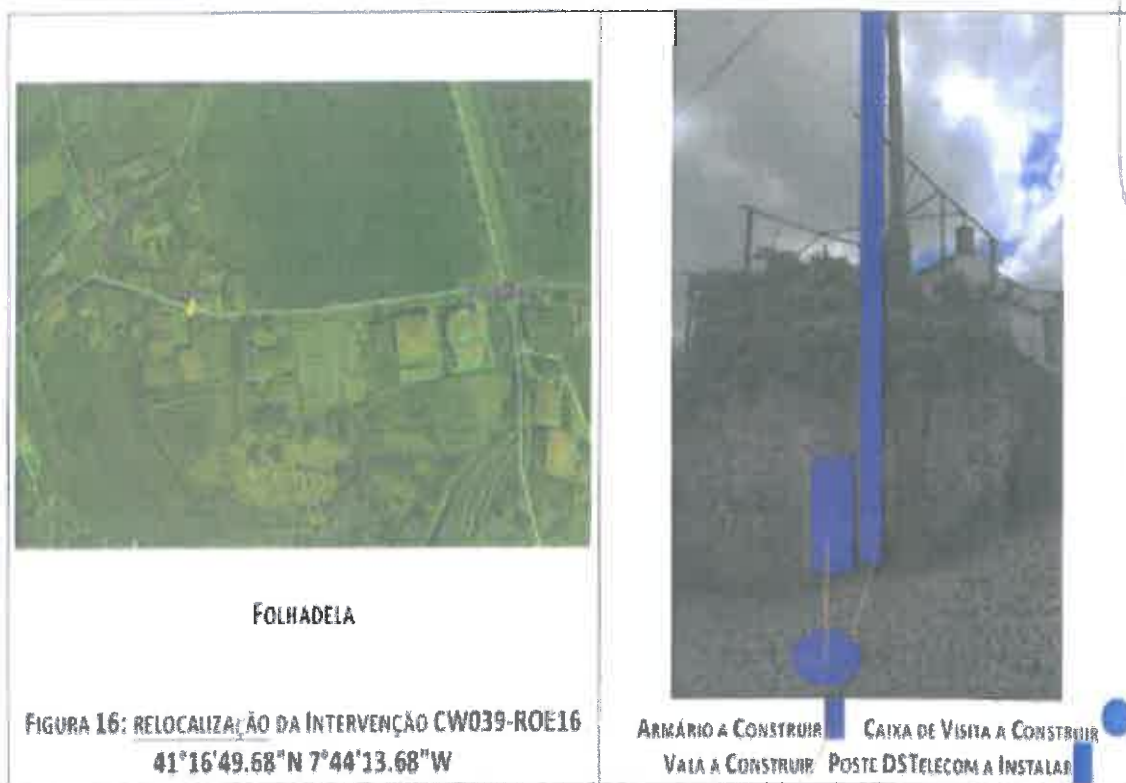 FOLHADELA
FIGURA 16: RELOCALIZAÇÃO DA INTERVENÇÃO CW039-ROE16
41°16'49.68"N 7°44'13.68"W
ARMÁRIO A CONSTRUIR CAIXA DE VISITA A CONSTRUIR
VALA A CONSTRUIR POSTE DSTELECOM A INSTALAR